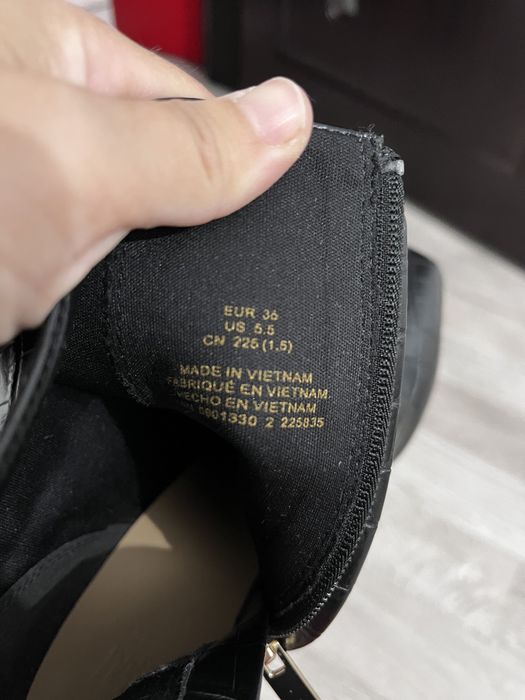 EUR 36
US 5.5
CN 225 (1.5)
MADE IN VIETNAM
FABRIQUÉ EN VIETNAM
HECHO EN VIETNAM
2 225835